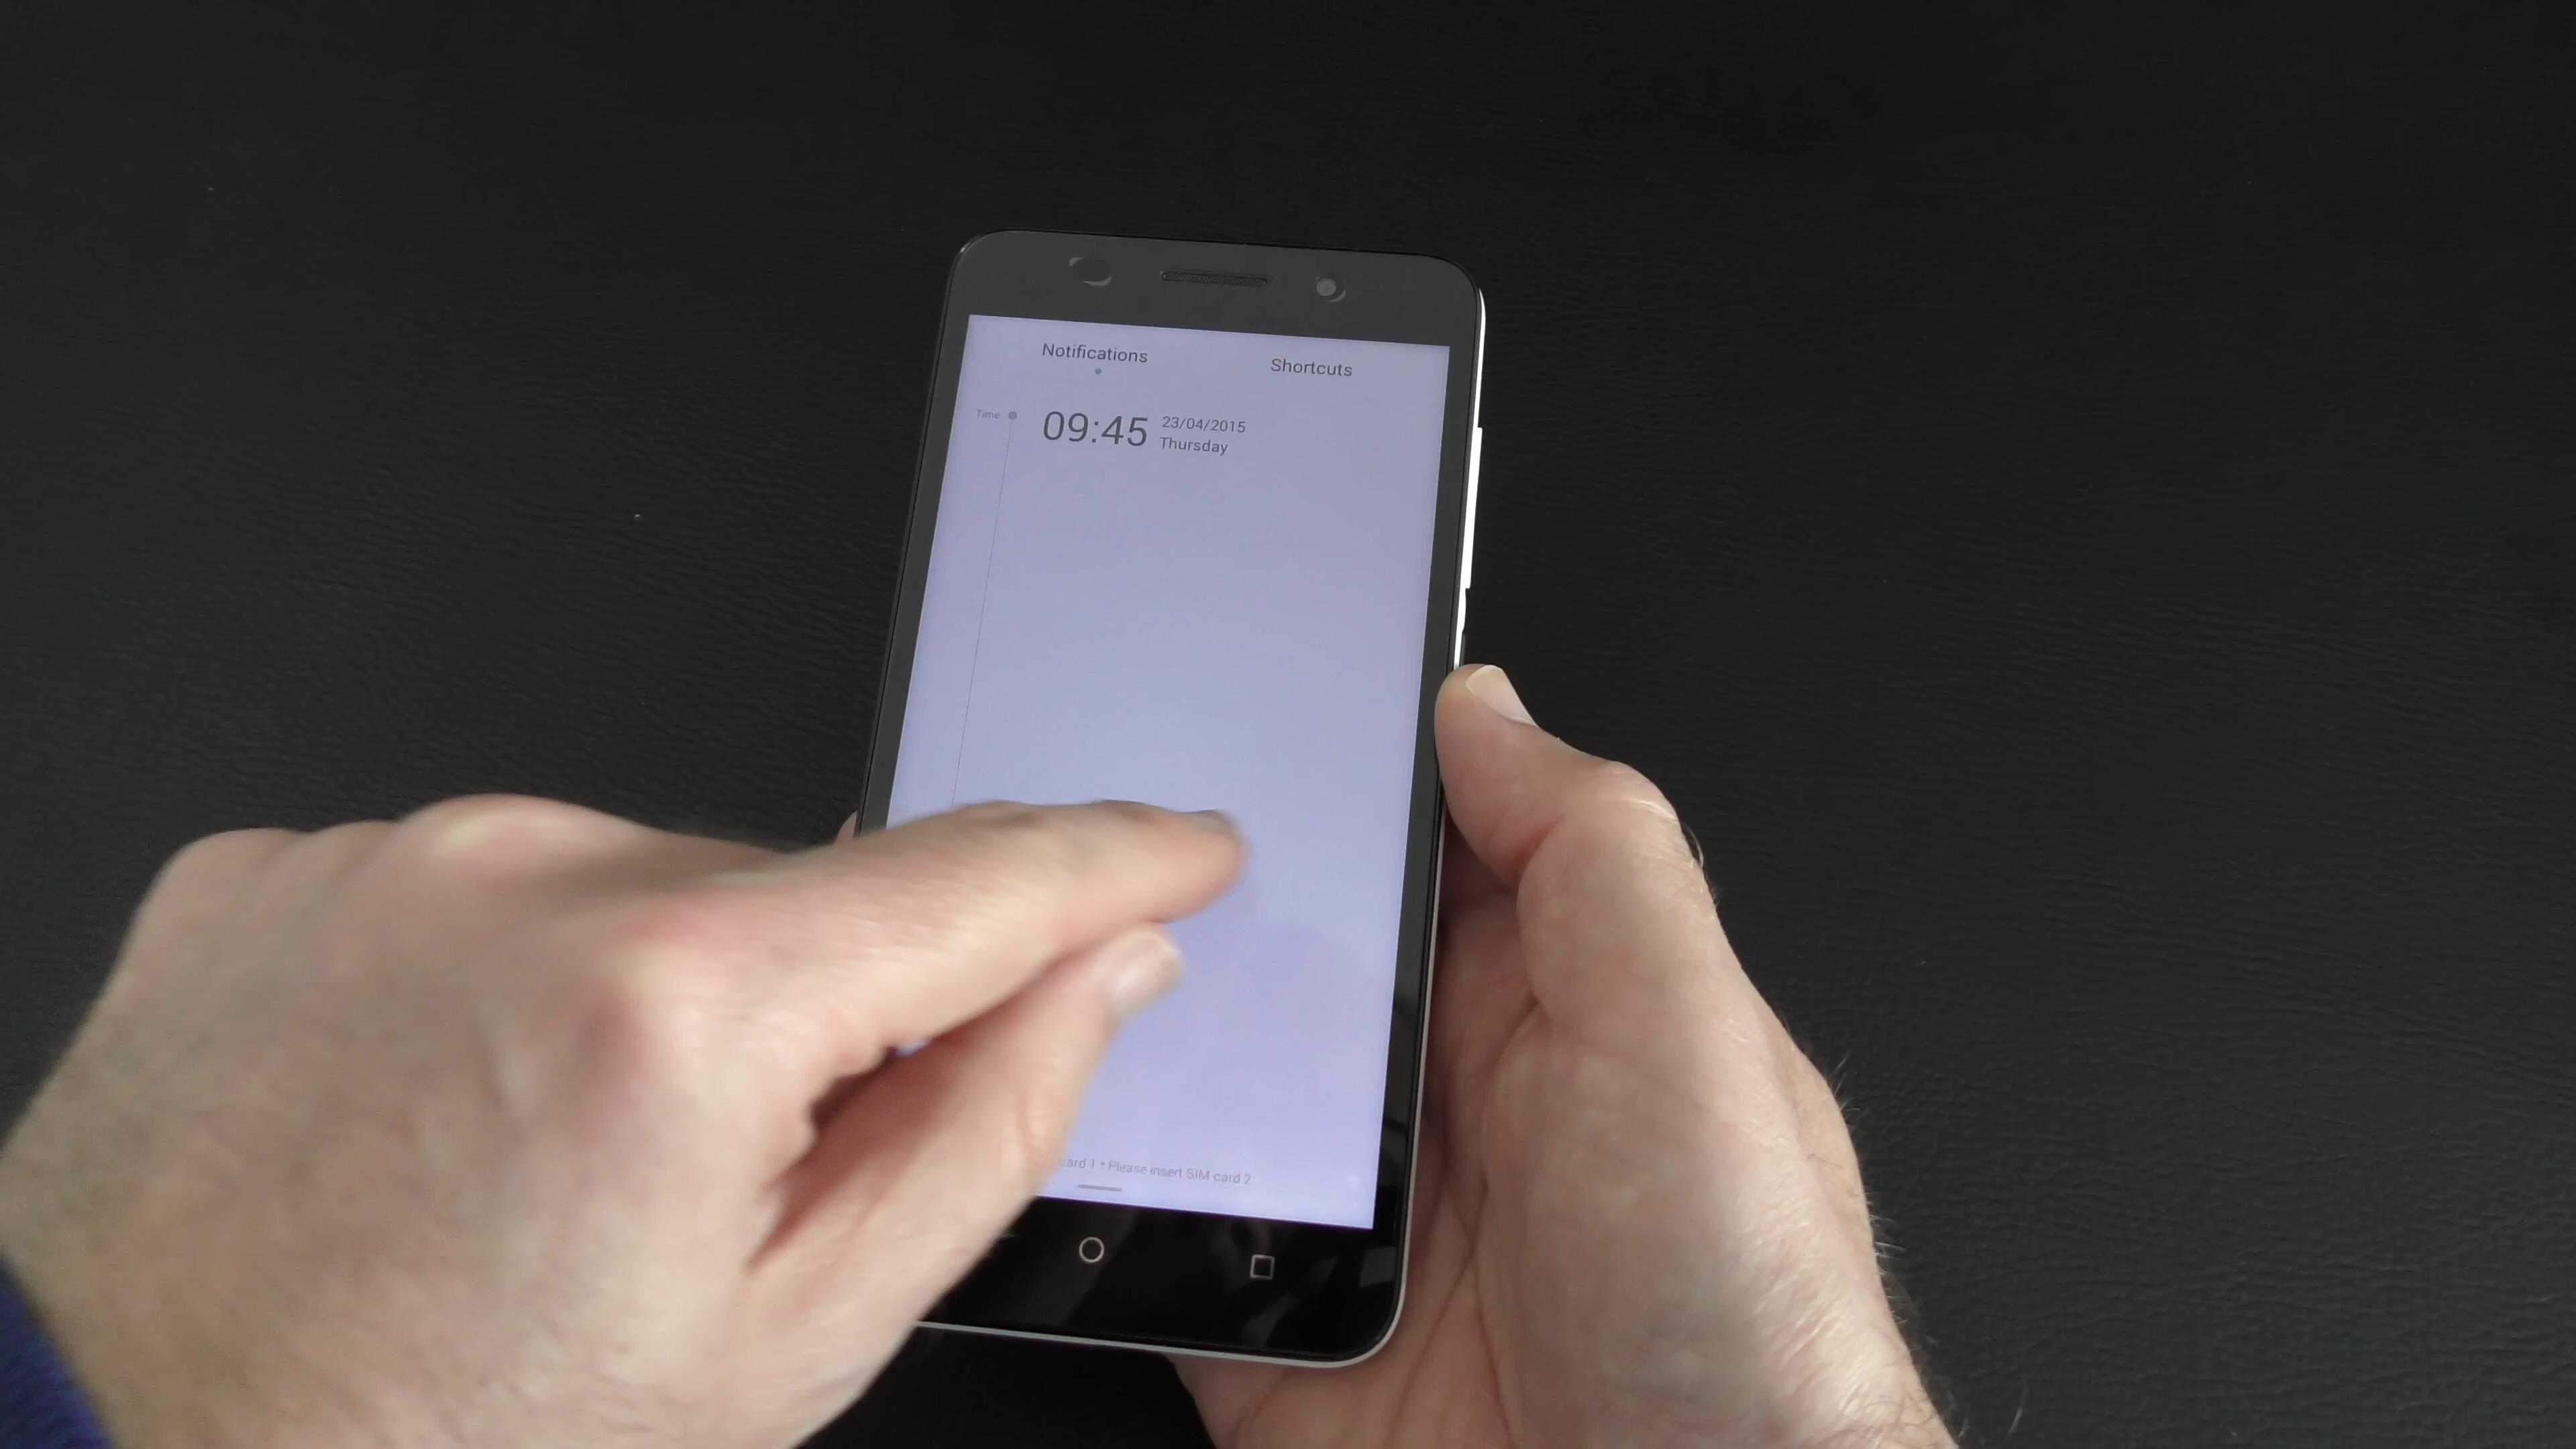 Notifications
Shortcuts
Time
09:45
23/04/2015
Thursday
card 1 * Please insert SIM card 2